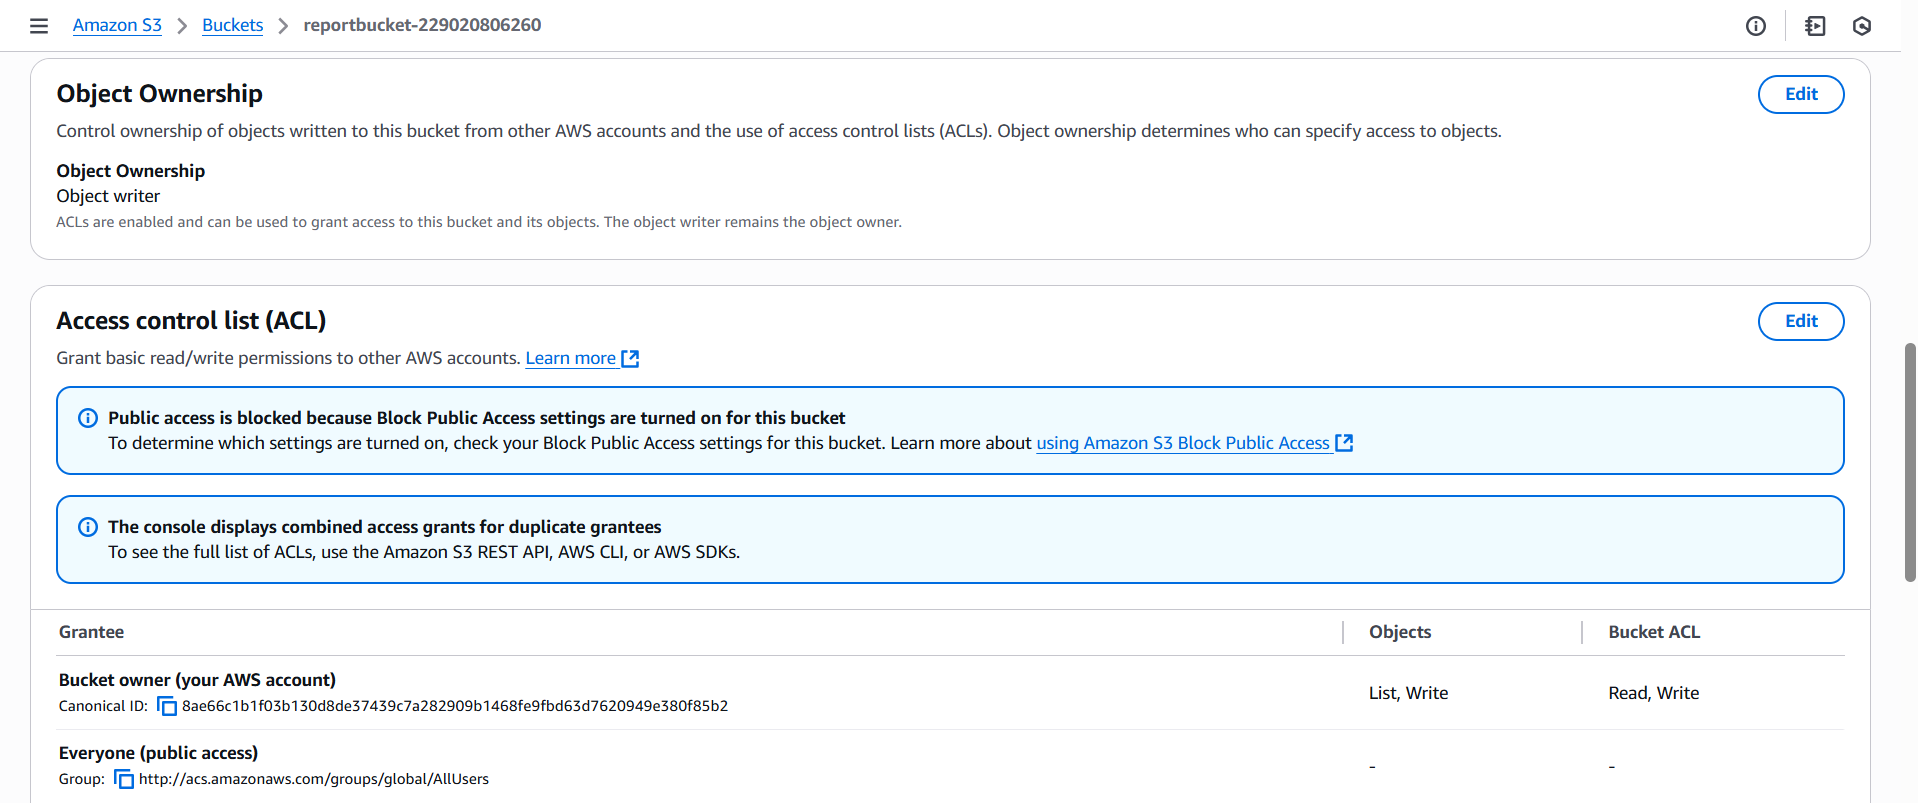 Amazon S3 > Buckets > reportbucket-229020806260
Object Ownership
Edit
Control ownership of objects written to this bucket from other AWS accounts and the use of access control lists (ACLs). Object ownership determines who can specify access to objects.
Object Ownership
Object writer
ACLs are enabled and can be used to grant access to this bucket and its objects. The object writer remains the object owner.
Access control list (ACL)
Edit
Grant basic read/write permissions to other AWS accounts. Learn more
Public access is blocked because Block Public Access settings are turned on for this bucket
To determine which settings are turned on, check your Block Public Access settings for this bucket. Learn more about using Amazon S3 Block Public Access
The console displays combined access grants for duplicate grantees
To see the full list of ACLs, use the Amazon S3 REST API, AWS CLI, or AWS SDKs.
Grantee Objects Bucket ACL
Bucket owner (your AWS account)
Canonical ID: 8ae66c1b1f03b130d8de37439c7a282909b1468fe9fbd63d7620949e380f85b2
List, Write Read, Write
Everyone (public access)
Group: http://acs.amazonaws.com/groups/global/AllUsers
- -